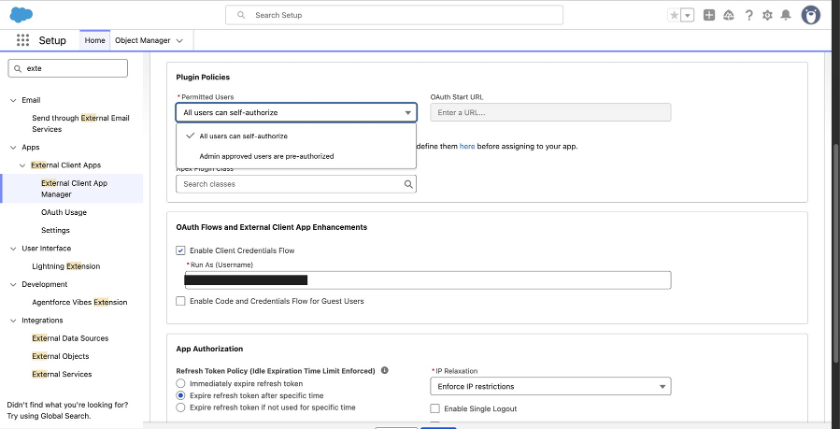 Search Setup
Setup
Home
Object Manager
exte
Email
Send through External Email
Services
Apps
External Client Apps
External Client App
Manager
OAuth Usage
Settings
User Interface
Lightning Extension
Development
Agentforce Vibes Extension
Integrations
External Data Sources
External Objects
External Services
Didn't find what you're looking for?
Try using Global Search.
Plugin Policies
*Permitted Users
All users can self-authorize
All users can self-authorize
Admin approved users are pre-authorized
OAuth Start URL
Enter a URL...
define them here before assigning to your app.
Apex Plugin Class
Search classes
OAuth Flows and External Client App Enhancements
Enable Client Credentials Flow
*Run As (Username)
Enable Code and Credentials Flow for Guest Users
App Authorization
Refresh Token Policy (Idle Expiration Time Limit Enforced)
Immediately expire refresh token
Expire refresh token after specific time
Expire refresh token if not used for specific time
*IP Relaxation
Enforce IP restrictions
Enable Single Logout